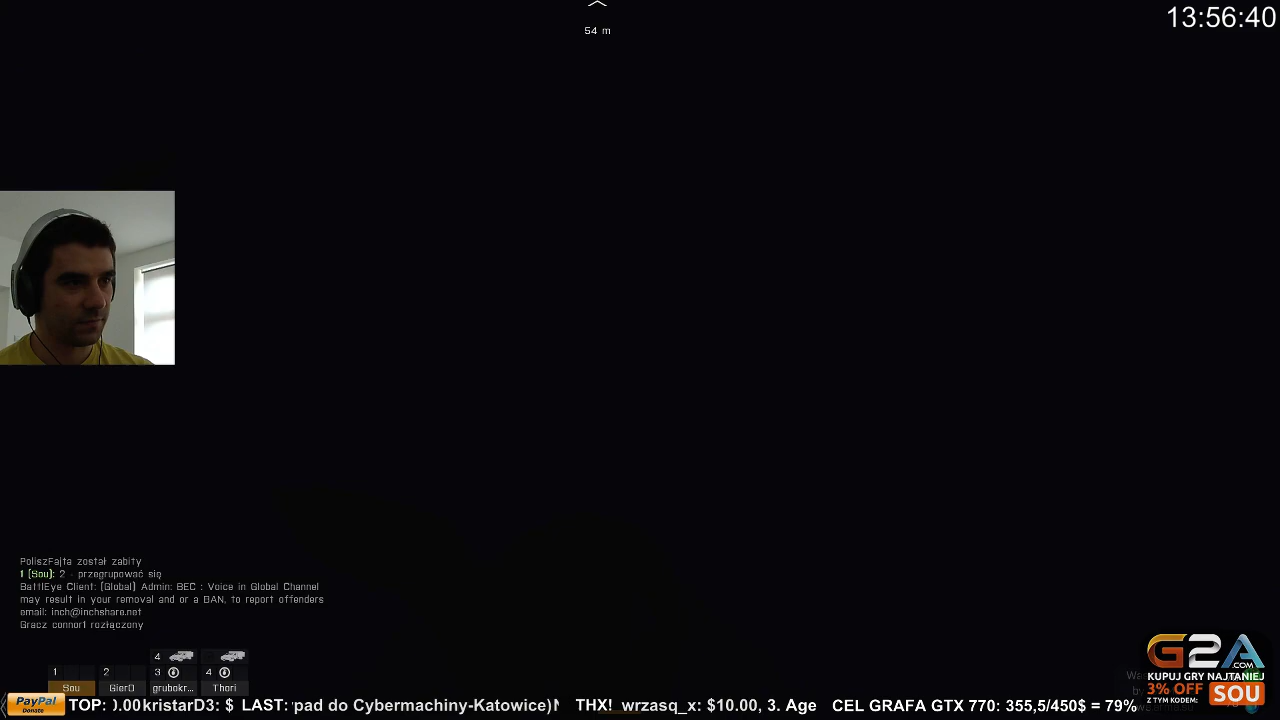 54 m
13:56:40
PoliszFajta został zabity
1 (Sou): 2 - przegrupować się
BattlEye Client: (Global) Admin: BEC : Voice in Global Channel
may result in your removal and or a BAN, to report offenders
email: inch@inchshare.net
Gracz connor1 rozłączony
4
3
4
1
2
Sou
GierO
grubokr...
Thori
G2A
.COM
KUPUJ GRY NAJTANIEJ
3% OFF
Z TYM KODEM:
SOU
PayPal
Donate
TOP: 0.00kristarD3: $
LAST: pad do Cybermachiny-Katowice)
THX! wrzasq_x: $10.00, 3. Age
CEL GRAFA GTX 770: 355,5/450$ = 79%